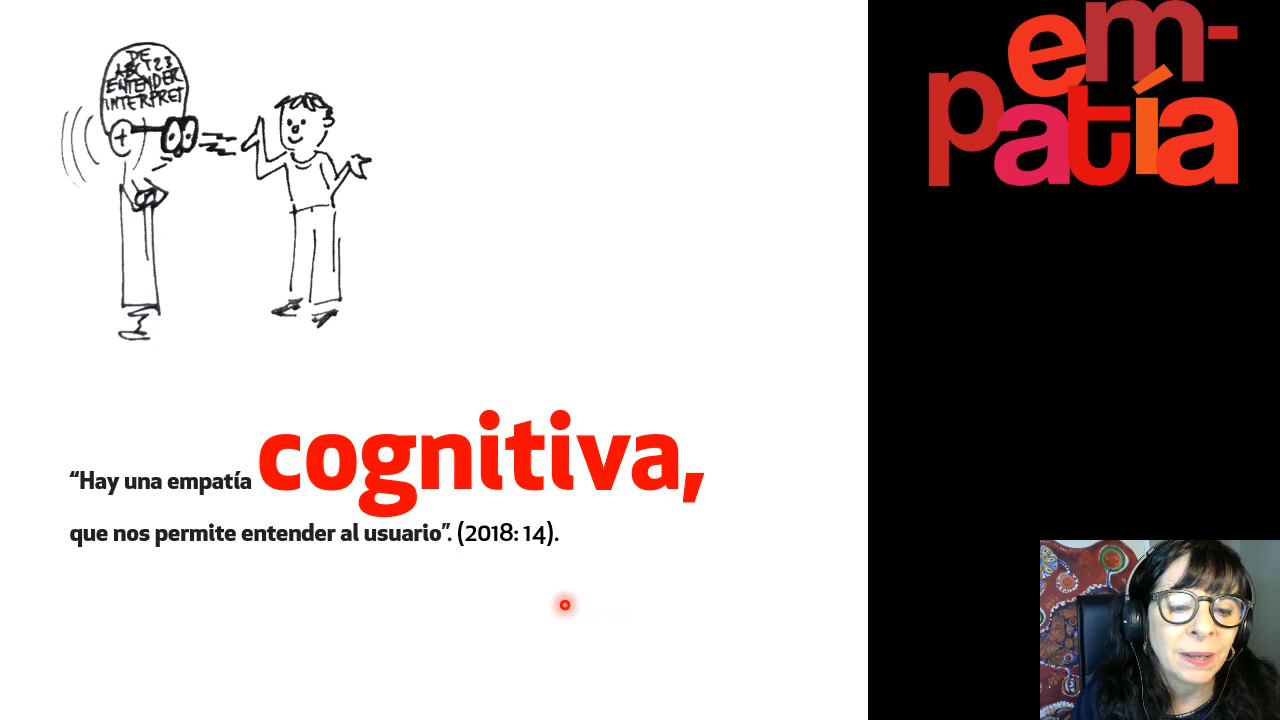 DE
ENTENDER
INTERPRET
em-
patía
“Hay una empatía cognitiva,
que nos permite entender al usuario”. (2018: 14).